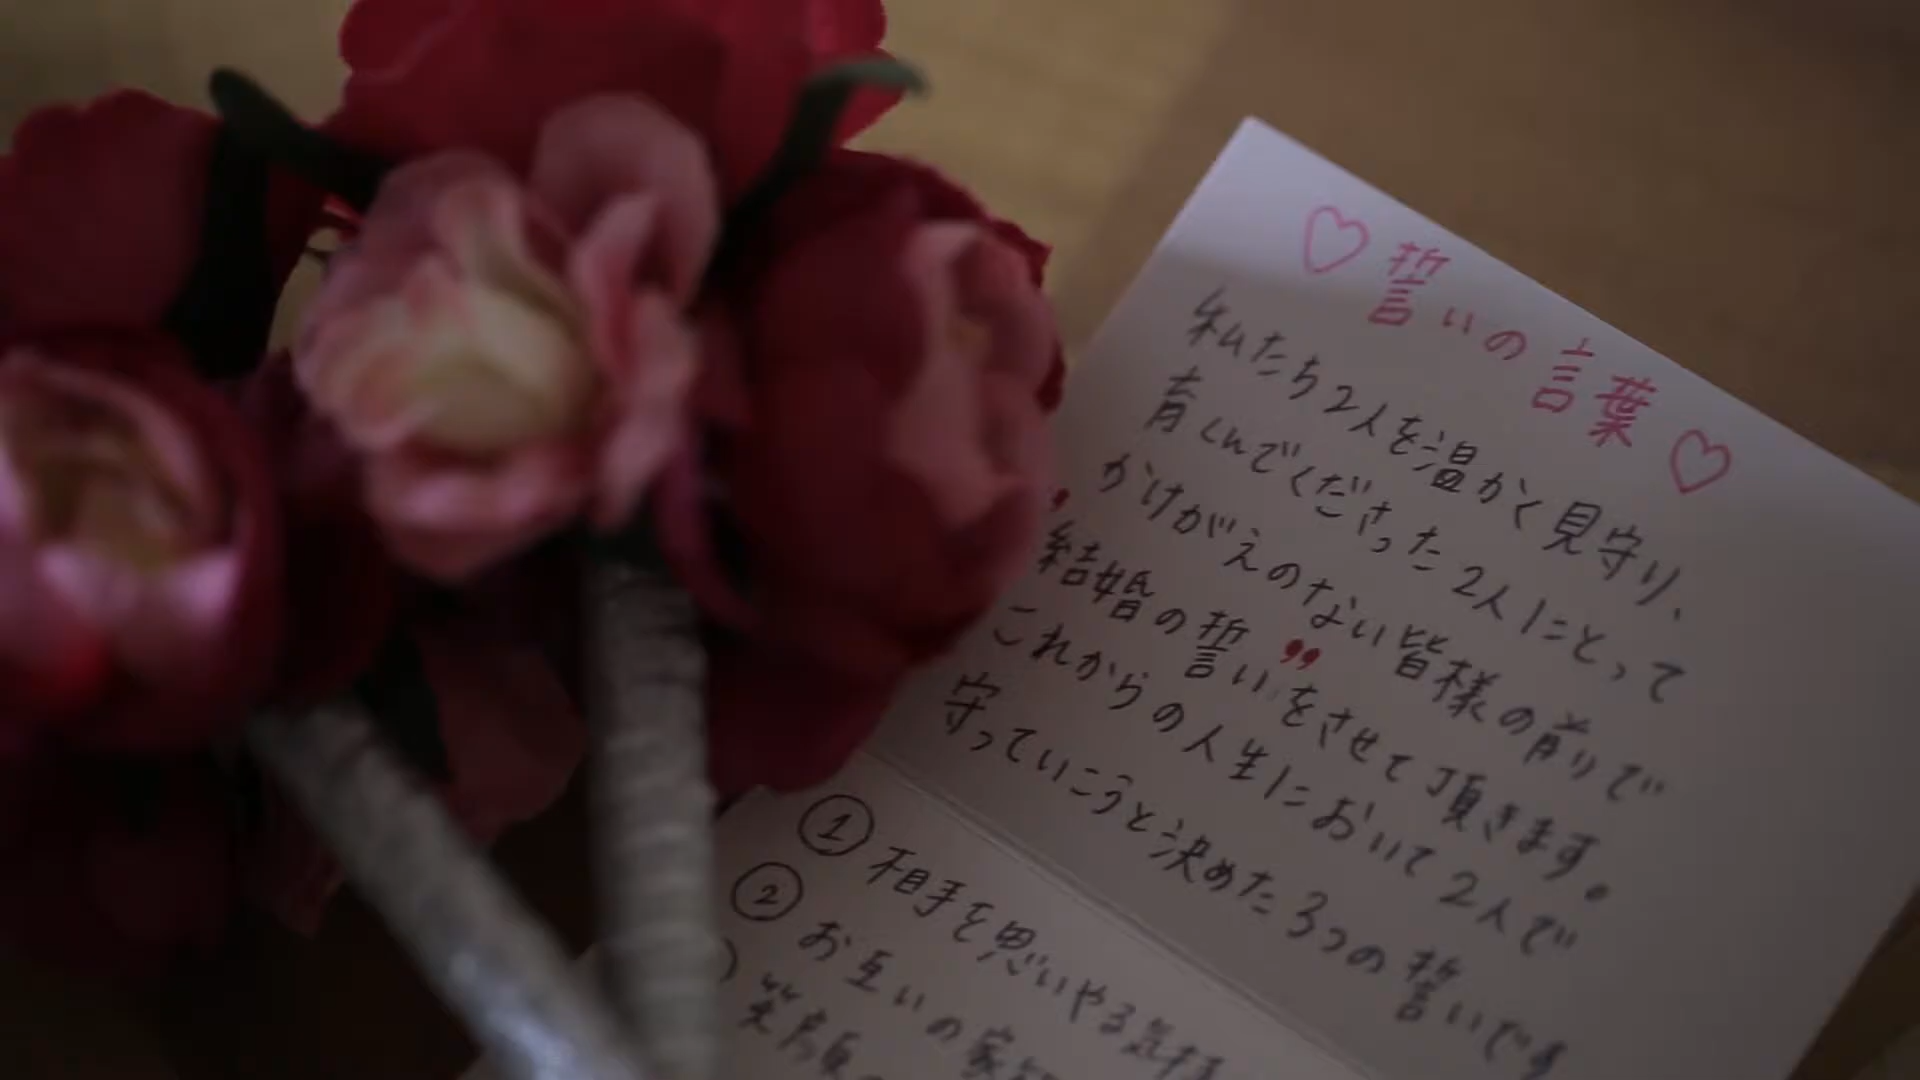 ♡誓いの言葉♡
私たち2人を温かく見守り、
育くんでくださった2人にとって
かけがえのない皆様の前で
"結婚の誓い"をさせて頂きます。
これからの人生において2人で
守っていこうと決めた3つの誓いです
① 相手を思いやる気持
② お互いの家
笑顔